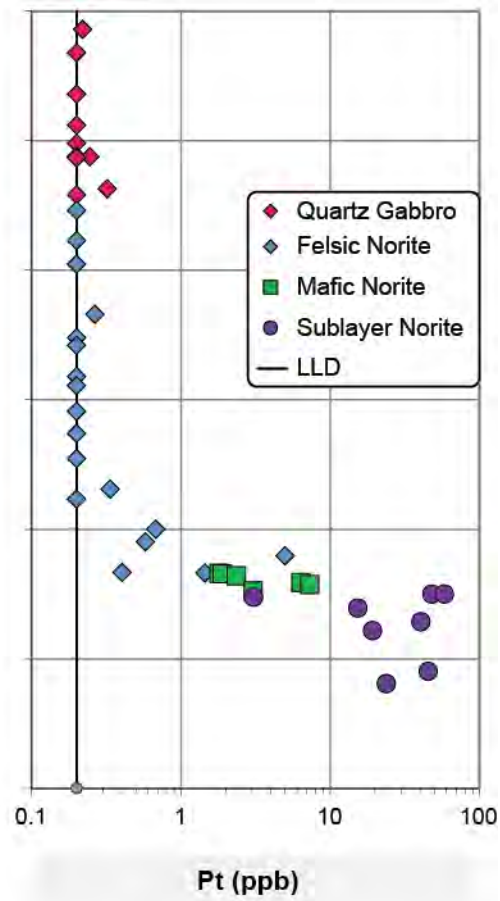 Quartz Gabbro
Felsic Norite
Mafic Norite
Sublayer Norite
LLD
0.1 1 10 100
Pt (ppb)